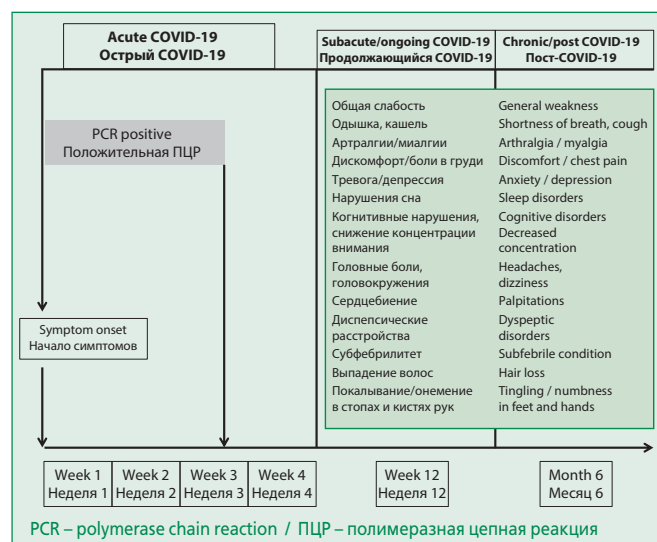 Acute COVID-19
Острый COVID-19
Subacute/ongoing COVID-19
Продолжающийся COVID-19
Chronic/post COVID-19
Пост-COVID-19
PCR positive
Положительная ПЦР
Symptom onset
Начало симптомов
Общая слабость
Одышка, кашель
Артралгии/миалгии
Дискомфорт/боли в груди
Тревога/депрессия
Нарушения сна
Когнитивные нарушения,
снижение концентрации
внимания
Головные боли,
головокружения
Сердцебиение
Диспепсические
расстройства
Субфебрилитет
Выпадение волос
Покалывание/онемение
в стопах и кистях рук
General weakness
Shortness of breath, cough
Arthralgia / myalgia
Discomfort / chest pain
Anxiety / depression
Sleep disorders
Cognitive disorders
Decreased
concentration
Headaches,
dizziness
Palpitations
Dyspeptic
disorders
Subfebrile condition
Hair loss
Tingling / numbness
in feet and hands
Week 1
Неделя 1
Week 2
Неделя 2
Week 3
Неделя 3
Week 4
Неделя 4
Week 12
Неделя 12
Month 6
Месяц 6
PCR – polymerase chain reaction / ПЦР – полимеразная цепная реакция